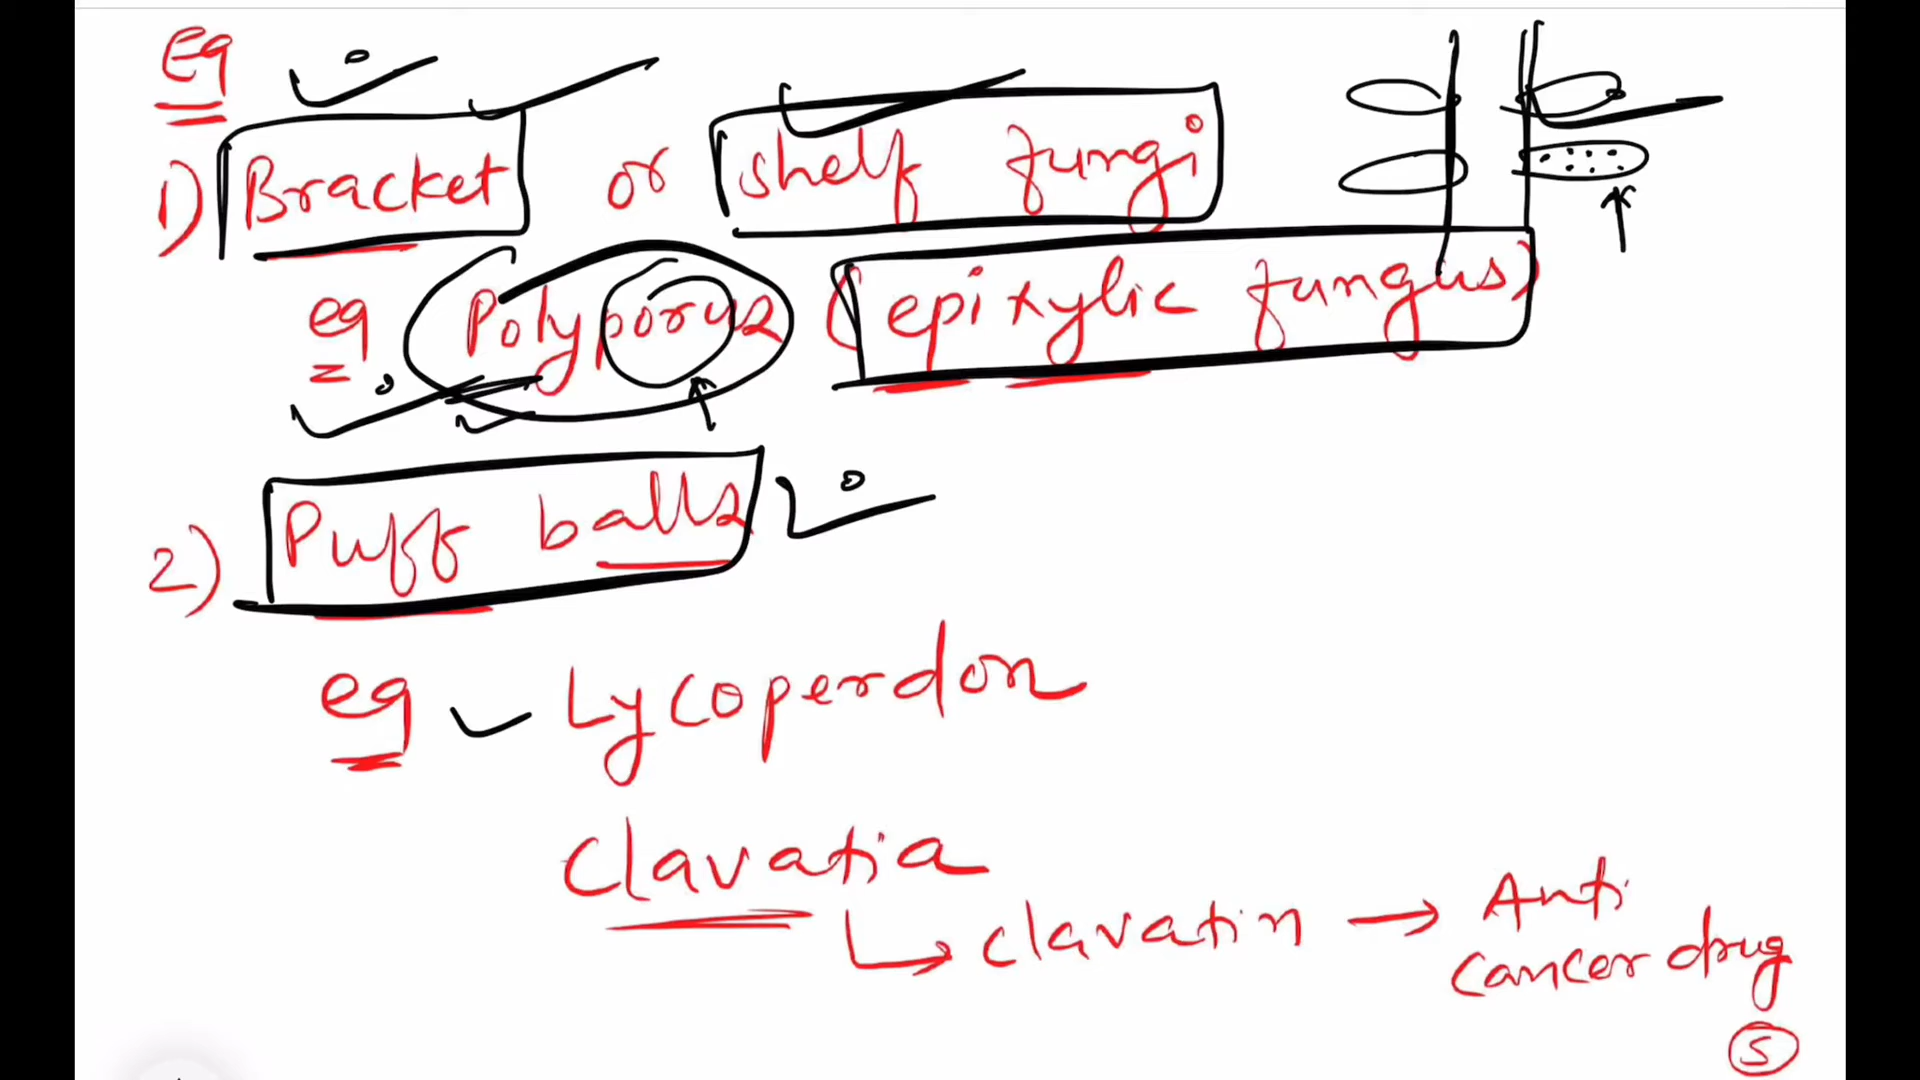 Eg
1) Bracket or shelf fungi
eg Polyporus (epixylic fungus)
2) Puff balls
eg Lycoperdon
Clavatia
↳ clavatin → Anti
cancer drug
5